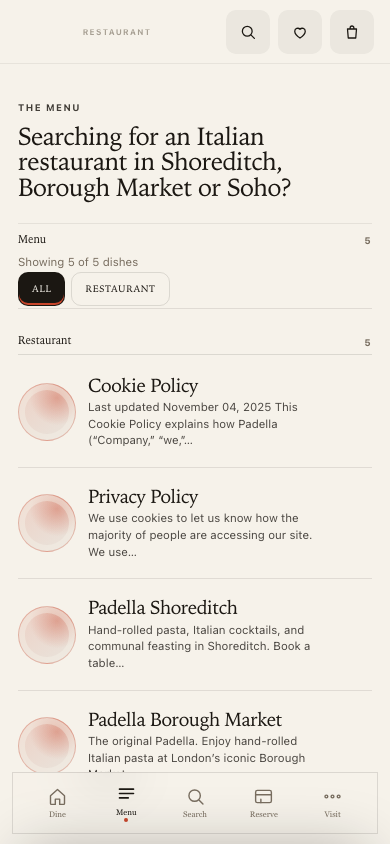 RESTAURANT
THE MENU
Searching for an Italian
restaurant in Shoreditch,
Borough Market or Soho?
Menu 5
Showing 5 of 5 dishes
ALL RESTAURANT
Restaurant 5
Cookie Policy
Last updated November 04, 2025 This
Cookie Policy explains how Padella
(“Company,” “we,”...
Privacy Policy
We use cookies to let us know how the
majority of people are accessing our site.
We use...
Padella Shoreditch
Hand-rolled pasta, Italian cocktails, and
communal feasting in Shoreditch. Book a
table...
Padella Borough Market
The original Padella. Enjoy hand-rolled
Italian pasta at London’s iconic Borough
Dine Menu Search Reserve Visit